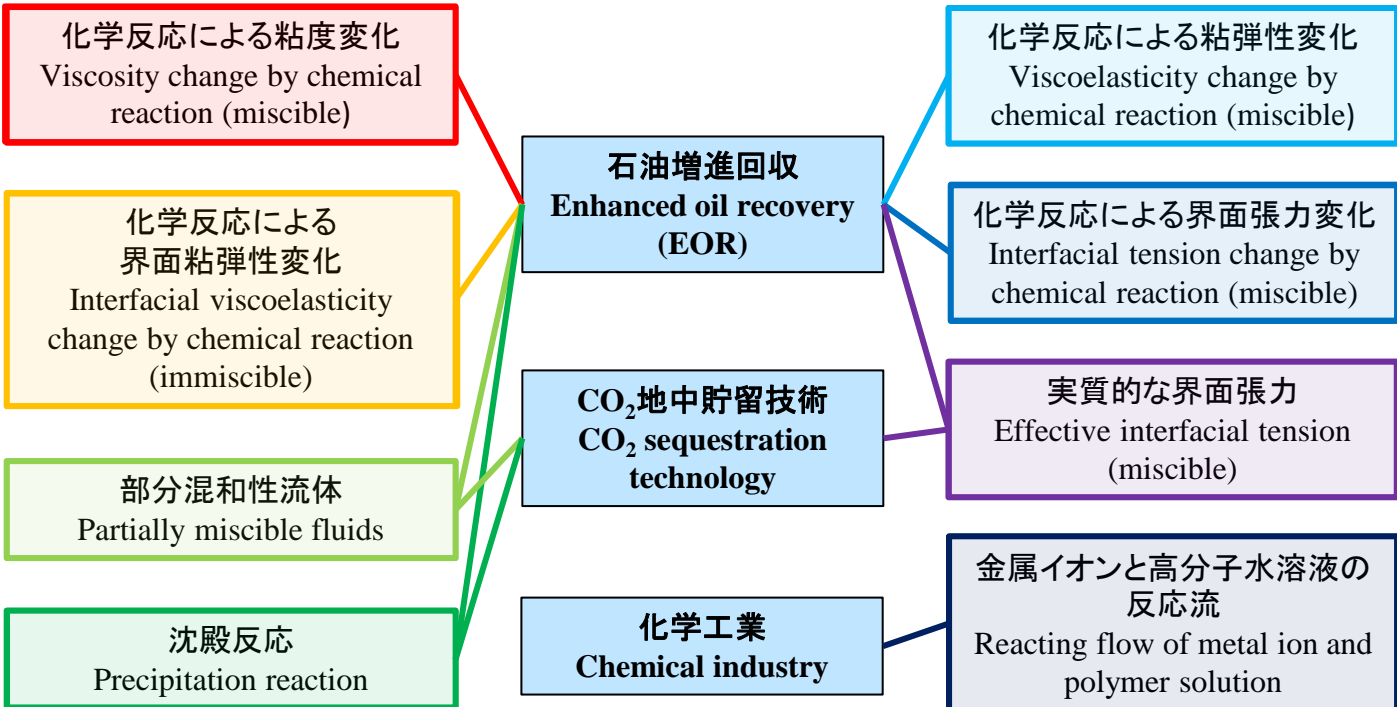 化学反応による粘度変化
Viscosity change by chemical
reaction (miscible)
化学反応による
界面粘弾性変化
Interfacial viscoelasticity
change by chemical reaction
(immiscible)
部分混和性流体
Partially miscible fluids
沈殿反応
Precipitation reaction
石油増進回収
Enhanced oil recovery
(EOR)
CO₂地中貯留技術
CO₂ sequestration
technology
化学工業
Chemical industry
化学反応による粘弾性変化
Viscoelasticity change by
chemical reaction (miscible)
化学反応による界面張力変化
Interfacial tension change by
chemical reaction (miscible)
実質的な界面張力
Effective interfacial tension
(miscible)
金属イオンと高分子水溶液の
反応流
Reacting flow of metal ion and
polymer solution